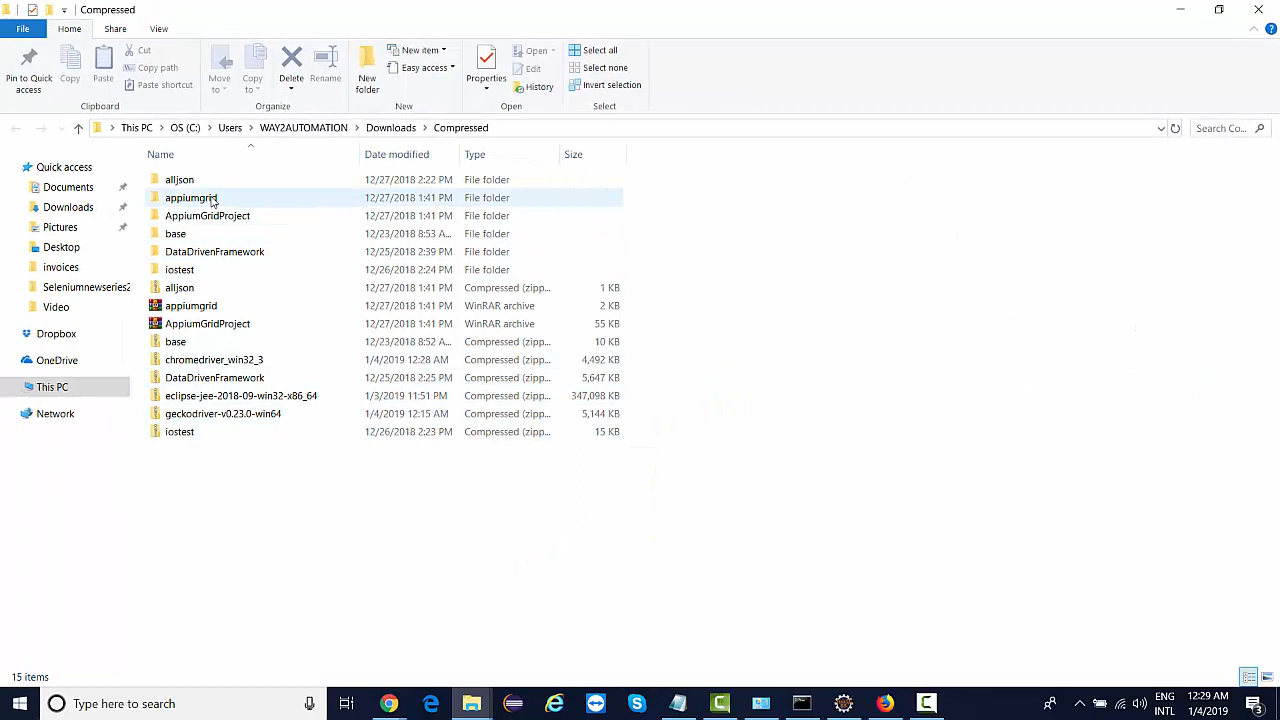 Compressed
File Home Share View
Pin to Quick access
Copy
Paste
Cut
Copy path
Paste shortcut
Clipboard
Move to
Copy to
Delete
Rename
Organize
New folder
New item
Easy access
New
Properties
Open
Edit
History
Open
Select all
Select none
Invert selection
Select
This PC OS (C:) Users WAY2AUTOMATION Downloads Compressed
Search Co...
Name Date modified Type Size
Quick access
Documents
Downloads
Pictures
Desktop
invoices
Seleniumnewseries2
Video
Dropbox
OneDrive
This PC
Network
alljson 12/27/2018 2:22 PM File folder
appiumgrid 12/27/2018 1:41 PM File folder
AppiumGridProject 12/27/2018 1:41 PM File folder
base 12/23/2018 8:53 A... File folder
DataDrivenFramework 12/25/2018 2:39 PM File folder
iostest 12/26/2018 2:24 PM File folder
alljson 12/27/2018 1:41 PM Compressed (zipp... 1 KB
appiumgrid 12/27/2018 1:41 PM WinRAR archive 2 KB
AppiumGridProject 12/27/2018 1:41 PM WinRAR archive 55 KB
base 12/23/2018 8:52 A... Compressed (zipp... 10 KB
chromedriver_win32_3 1/4/2019 12:28 AM Compressed (zipp... 4,492 KB
DataDrivenFramework 12/25/2018 2:25 PM Compressed (zipp... 5,647 KB
eclipse-jee-2018-09-win32-x86_64 1/3/2019 11:51 PM Compressed (zipp... 347,098 KB
geckodriver-v0.23.0-win64 1/4/2019 12:15 AM Compressed (zipp... 5,144 KB
iostest 12/26/2018 2:23 PM Compressed (zipp... 15 KB
15 items
Type here to search
ENG
INTL
12:29 AM
1/4/2019
3